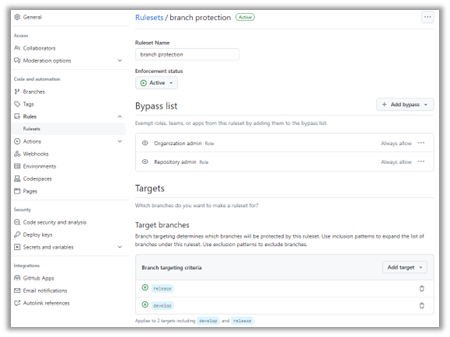 General
Access
Collaborators
Moderation options
Code and automation
Branches
Tags
Rules
Rulesets
Actions
Webhooks
Environments
Codespaces
Pages
Security
Code security and analysis
Deploy keys
Secrets and variables
Integrations
GitHub Apps
Email notifications
Autolink references
Rulesets / branch protection Active
Ruleset Name
branch protection
Enforcement status
Active
Bypass list
+ Add bypass
Exempt roles, teams, or apps from this ruleset by adding them to the bypass list.
Organization admin Role Always allow ...
Repository admin Role Always allow ...
Targets
Which branches do you want to make a ruleset for?
Target branches
Branch targeting determines which branches will be protected by this ruleset. Use inclusion patterns to expand the list of
branches under this ruleset. Use exclusion patterns to exclude branches.
Branch targeting criteria Add target
release
develop
Applies to 2 targets including develop and release